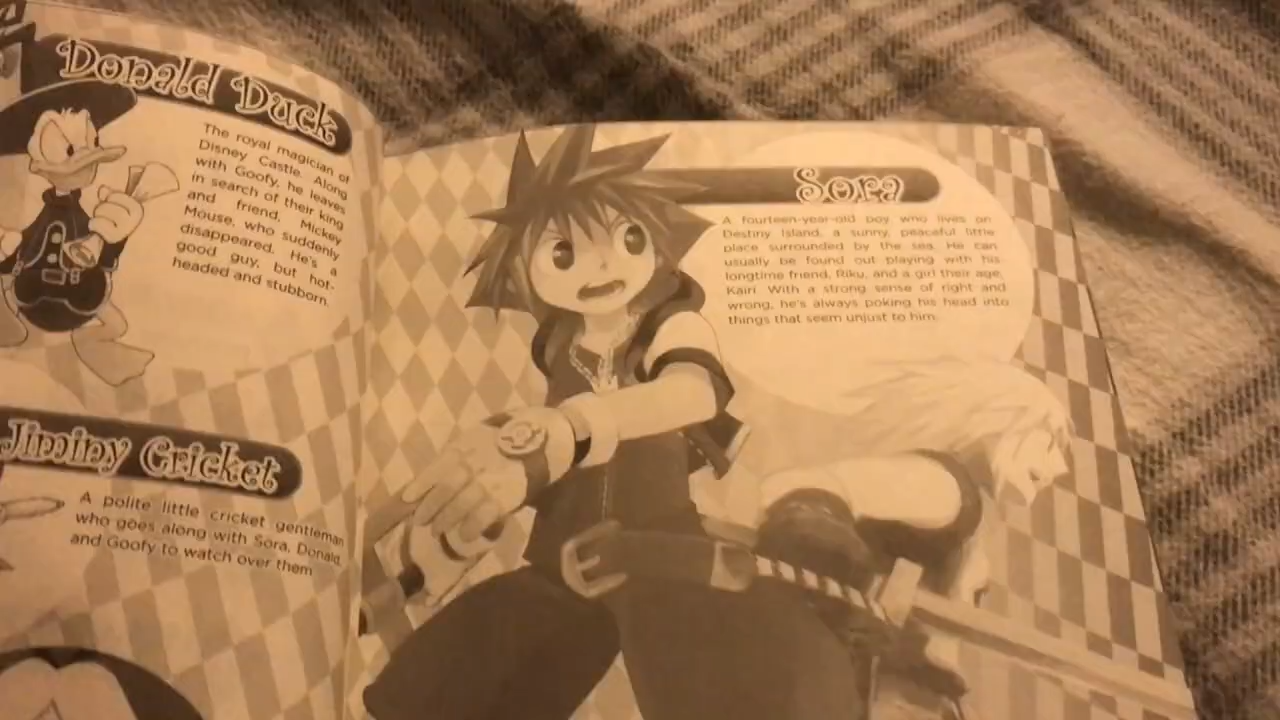 Donald Duck
The royal magician of
Disney Castle. Along
with Goofy, he leaves
in search of their king
and friend, Mickey
Mouse, who suddenly
disappeared. He's a
good guy, but hot-
headed and stubborn.
Jiminy Cricket
A polite little cricket gentleman
who goes along with Sora, Donald,
and Goofy to watch over them
Sora
A fourteen-year-old boy who lives on
Destiny Island, a sunny, peaceful little
place surrounded by the sea. He can
usually be found out playing with his
longtime friend, Riku, and a girl their age,
Kairi. With a strong sense of right and
wrong, he's always poking his head into
things that seem unjust to him.